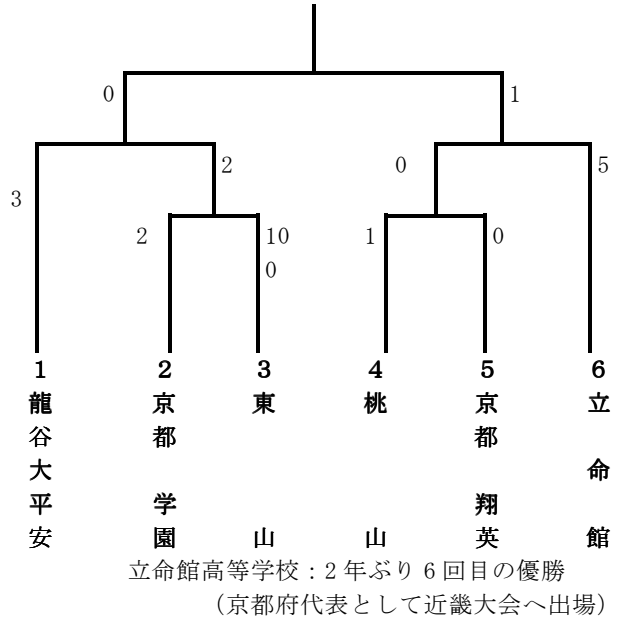 0
1
2
0
5
3
2
10
1
0
0
1 龍谷大平安
2 京都 学園
3 東 山
4 桃 山
5 京都 翔英
6 立命館
立命館高等学校：2年ぶり6回目の優勝
（京都府代表として近畿大会へ出場）